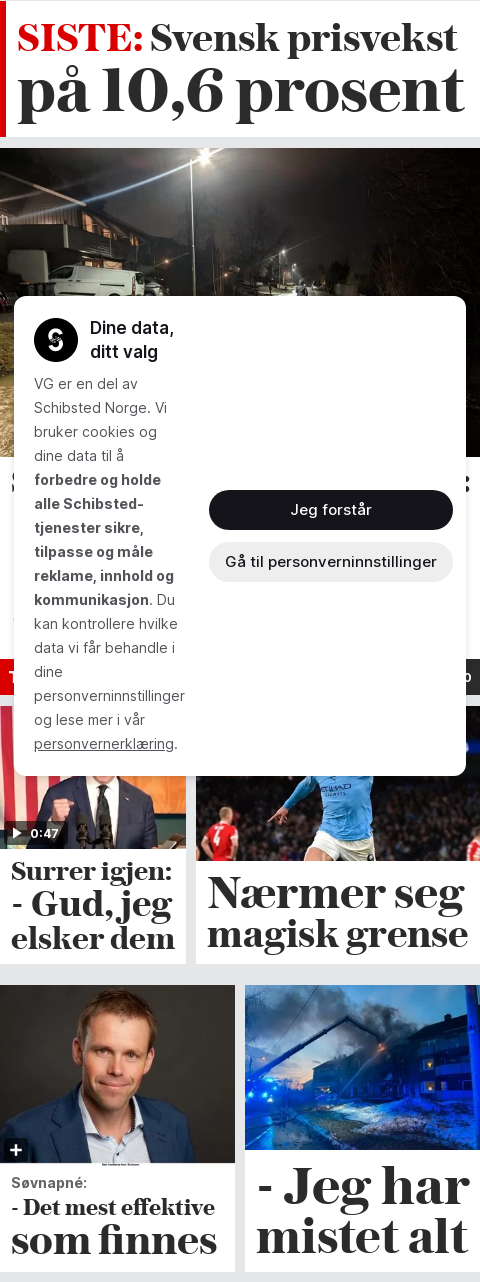 SISTE: Svensk prisvekst
på 10,6 prosent
Dine data,
ditt valg
VG er en del av
Schibsted Norge. Vi
bruker cookies og
dine data til å
forbedre og holde
alle Schibsted-
tjenester sikre,
tilpasse og måle
reklame, innhold og
kommunikasjon. Du
kan kontrollere hvilke
data vi får behandle i
dine
personverninnstillinger
og lese mer i vår
personvernerklæring.
Jeg forstår
Gå til personverninnstillinger
0:47
Surrer igjen:
- Gud, jeg
elsker dem
Nærmer seg
magisk grense
Søvnapné:
- Det mest effektive
som finnes
- Jeg har
mistet alt